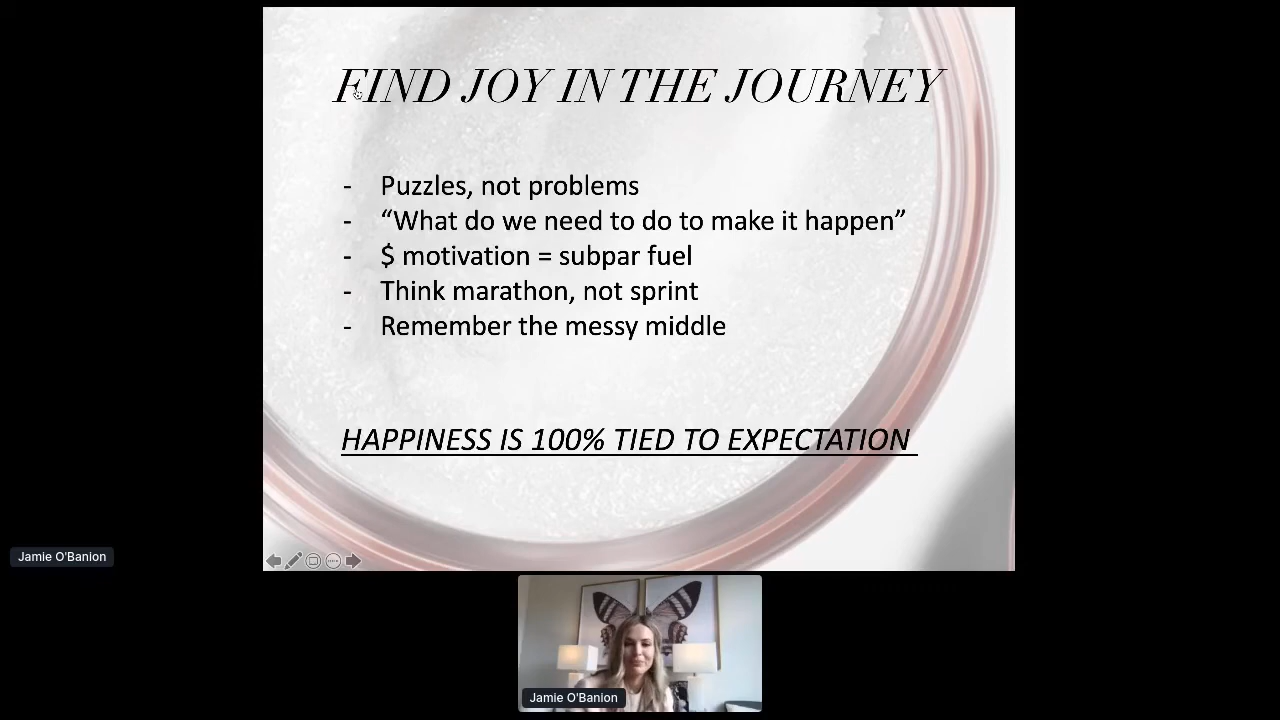 FIND JOY IN THE JOURNEY
- Puzzles, not problems
- “What do we need to do to make it happen”
- $ motivation = subpar fuel
- Think marathon, not sprint
- Remember the messy middle
HAPPINESS IS 100% TIED TO EXPECTATION
Jamie O'Banion
Jamie O'Banion